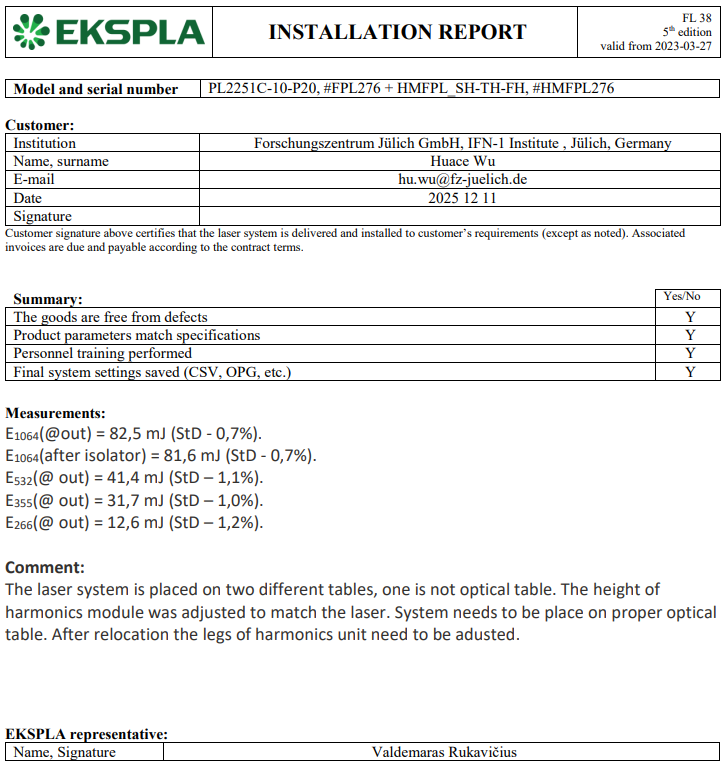 EKSPLA
INSTALLATION REPORT
FL 38
5th edition
valid from 2023-03-27
Model and serial number PL2251C-10-P20, #FPL276 + HMFPL_SH-TH-FH, #HMFPL276
Customer:
Institution Forschungszentrum Jülich GmbH, IFN-1 Institute , Jülich, Germany
Name, surname Huace Wu
E-mail hu.wu@fz-juelich.de
Date 2025 12 11
Signature
Customer signature above certifies that the laser system is delivered and installed to customer's requirements (except as noted). Associated
invoices are due and payable according to the contract terms.
Summary: Yes/No
The goods are free from defects Y
Product parameters match specifications Y
Personnel training performed Y
Final system settings saved (CSV, OPG, etc.) Y
Measurements:
E1064(@out) = 82,5 mJ (StD - 0,7%).
E1064(after isolator) = 81,6 mJ (StD - 0,7%).
E532(@ out) = 41,4 mJ (StD – 1,1%).
E355(@ out) = 31,7 mJ (StD – 1,0%).
E266(@ out) = 12,6 mJ (StD – 1,2%).
Comment:
The laser system is placed on two different tables, one is not optical table. The height of
harmonics module was adjusted to match the laser. System needs to be place on proper optical
table. After relocation the legs of harmonics unit need to be adusted.
EKSPLA representative:
Name, Signature Valdemaras Rukavičius